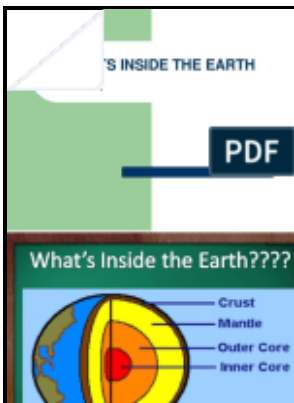 'S INSIDE THE EARTH
PDF
What's Inside the Earth????
Crust
Mantle
Outer Core
Inner Core